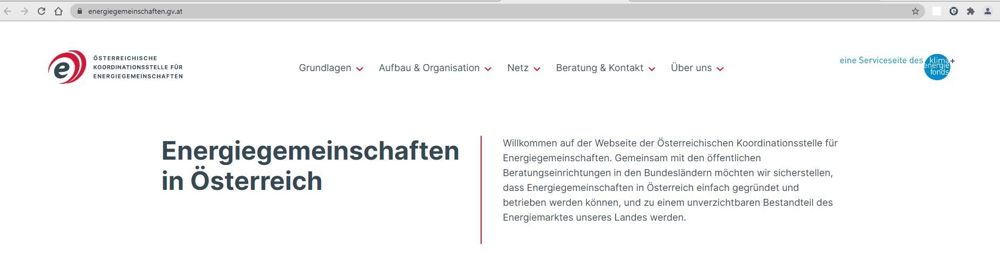 energiegemeinschaften.gv.at
ÖSTERREICHISCHE
KOORDINATIONSSTELLE FÜR
ENERGIEGEMEINSCHAFTEN
Grundlagen Aufbau & Organisation Netz Beratung & Kontakt Über uns
eine Serviceseite des
klima+
energie
fonds
Energiegemeinschaften
in Österreich
Willkommen auf der Webseite der Österreichischen Koordinationsstelle für
Energiegemeinschaften. Gemeinsam mit den öffentlichen
Beratungseinrichtungen in den Bundesländern möchten wir sicherstellen,
dass Energiegemeinschaften in Österreich einfach gegründet und
betrieben werden können, und zu einem unverzichtbaren Bestandteil des
Energiemarktes unseres Landes werden.